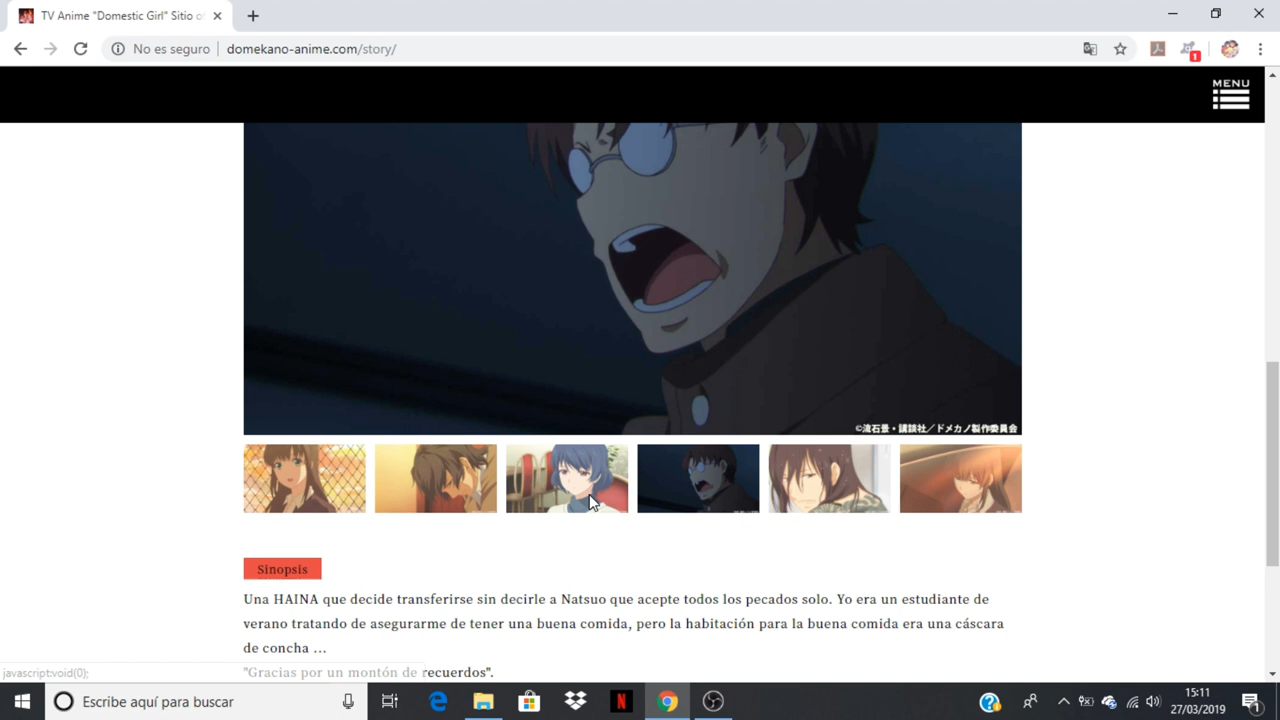 TV Anime "Domestic Girl" Sitio of
No es seguro
domekano-anime.com/story/
1
MENU
©流石景・講談社／ドメカノ製作委員会
Sinopsis
Una HAINA que decide transferirse sin decirle a Natsuo que acepte todos los pecados solo. Yo era un estudiante de
verano tratando de asegurarme de tener una buena comida, pero la habitación para la buena comida era una cáscara
de concha ...
"Gracias por un montón de recuerdos".
javascript:void(0);
Escribe aquí para buscar
15:11
27/03/2019
1